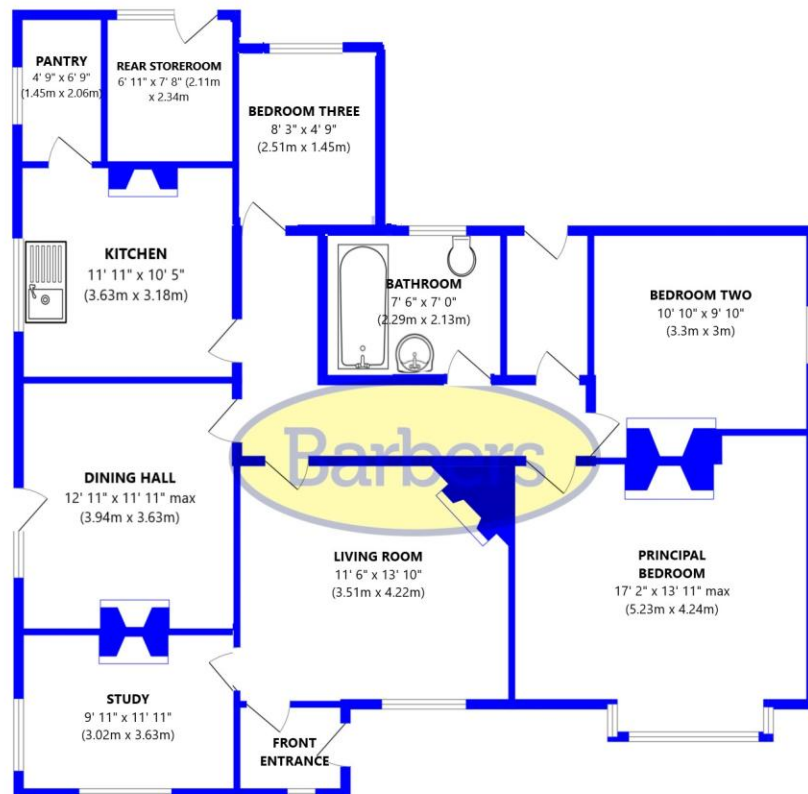 PANTRY
4' 9" x 6' 9"
(1.45m x 2.06m)
REAR STOREROOM
6' 11" x 7' 8" (2.11m
x 2.34m
BEDROOM THREE
8' 3" x 4' 9"
(2.51m x 1.45m)
KITCHEN
11' 11" x 10' 5"
(3.63m x 3.18m)
BATHROOM
7' 6" x 7' 0"
(2.29m x 2.13m)
BEDROOM TWO
10' 10" x 9' 10"
(3.3m x 3m)
Barbers
DINING HALL
12' 11" x 11' 11" max
(3.94m x 3.63m)
LIVING ROOM
11' 6" x 13' 10"
(3.51m x 4.22m)
PRINCIPAL
BEDROOM
17' 2" x 13' 11" max
(5.23m x 4.24m)
STUDY
9' 11" x 11' 11"
(3.02m x 3.63m)
FRONT
ENTRANCE